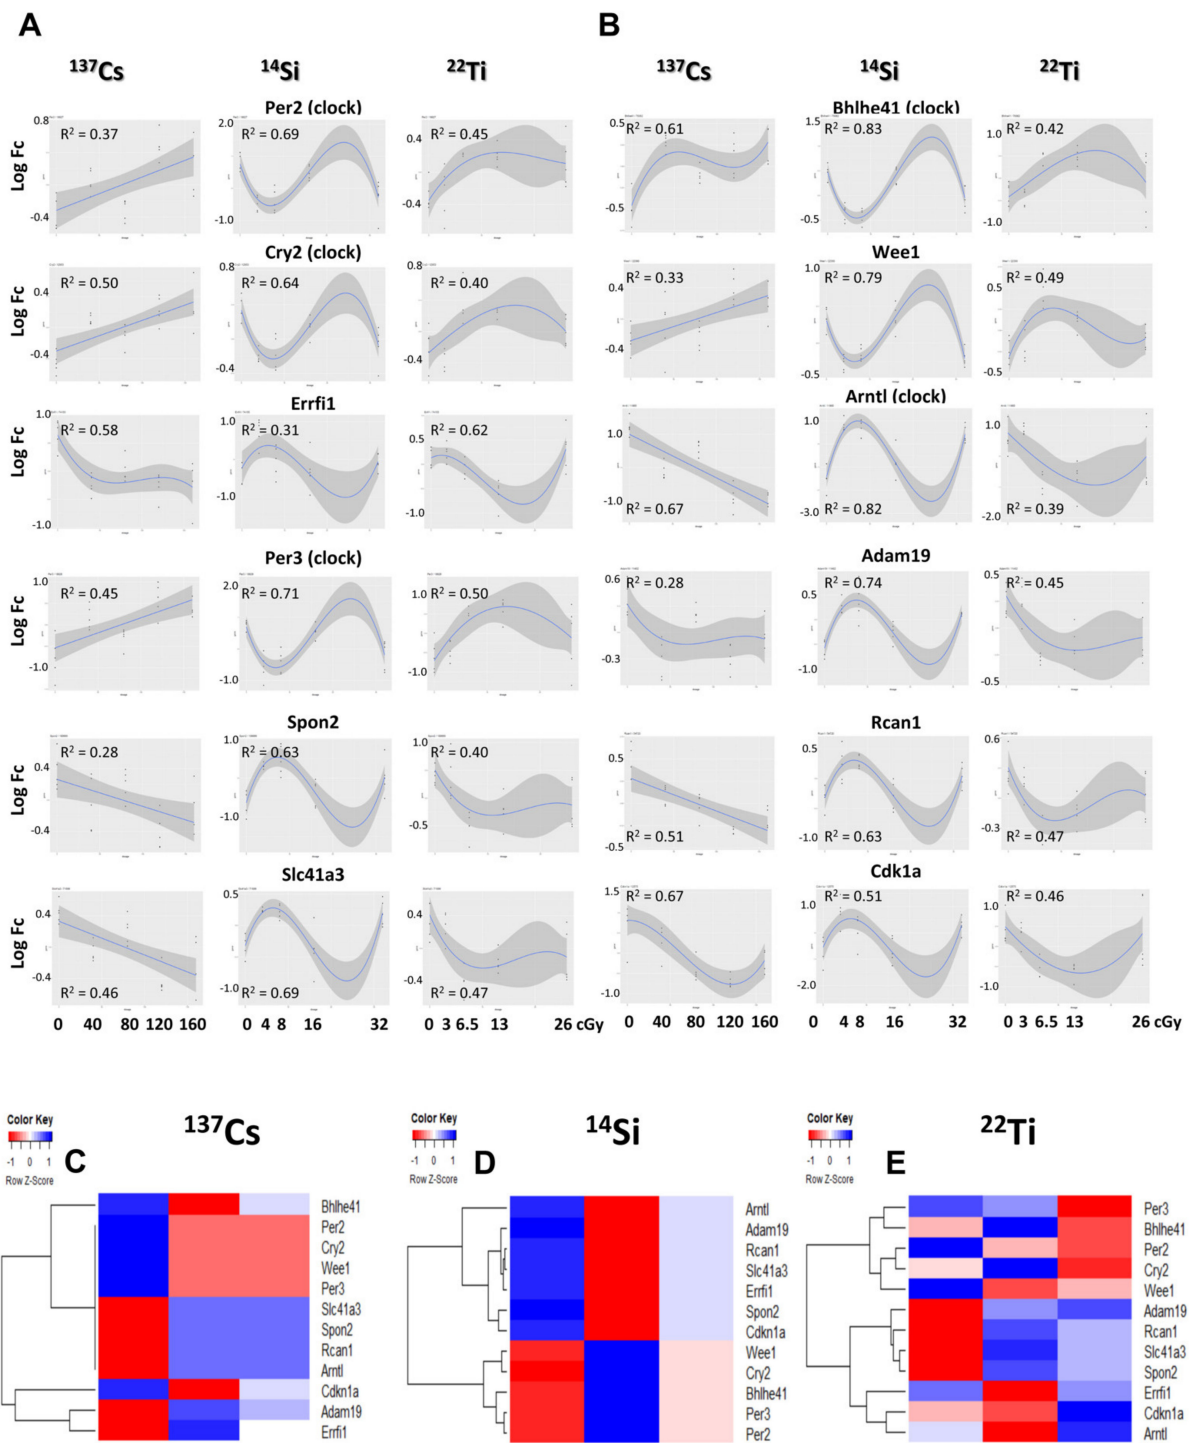 A
B
137Cs
14Si
22Ti
137Cs
14Si
22Ti
Per2 (clock)
Log Fc
0.8
-0.4
R2 = 0.37
2.0
-1.0
R2 = 0.69
0.4
-0.4
R2 = 0.45
Bhlhe41 (clock)
0.5
-0.5
R2 = 0.61
1.5
-0.5
R2 = 0.83
1.0
-1.0
R2 = 0.42
Cry2 (clock)
Log Fc
0.4
-0.4
R2 = 0.50
0.8
-0.4
R2 = 0.64
0.4
-0.4
R2 = 0.40
Wee1
0.4
-0.4
R2 = 0.33
1.0
-0.5
R2 = 0.79
0.4
-0.5
R2 = 0.49
Errfi1
Log Fc
1.0
-1.0
R2 = 0.58
1.0
-1.0
R2 = 0.31
0.5
-1.0
R2 = 0.62
Arntl (clock)
1.0
-1.0
R2 = 0.67
1.0
-3.0
R2 = 0.82
1.0
-2.0
R2 = 0.39
Per3 (clock)
Log Fc
1.0
-1.0
R2 = 0.45
2.0
-1.0
R2 = 0.71
1.0
-1.0
R2 = 0.50
Adam19
0.6
-0.3
R2 = 0.28
0.5
-1.0
R2 = 0.74
0.5
-0.5
R2 = 0.45
Spon2
Log Fc
0.4
-0.4
R2 = 0.28
1.0
-1.0
R2 = 0.63
1.0
-0.5
R2 = 0.40
Rcan1
0.5
-0.5
R2 = 0.51
0.5
-1.0
R2 = 0.63
0.6
-0.3
R2 = 0.47
Slc41a3
Log Fc
0.4
-0.4
R2 = 0.46
0.5
-1.0
R2 = 0.69
0.4
-0.4
R2 = 0.47
Cdk1a
1.5
-1.0
R2 = 0.67
1.0
-2.0
R2 = 0.51
1.0
-1.0
R2 = 0.46
0 40 80 120 160
0 4 8 16 32
0 3 6.5 13 26 cGy
0 40 80 120 160
0 4 8 16 32
0 3 6.5 13 26 cGy
Color Key
-1 0 1
Row Z-Score
C
137Cs
Bhlhe41
Per2
Cry2
Wee1
Per3
Slc41a3
Spon2
Rcan1
Arntl
Cdkn1a
Adam19
Errfi1
Color Key
-1 0 1
Row Z-Score
D
14Si
Arntl
Adam19
Rcan1
Slc41a3
Errfi1
Spon2
Cdkn1a
Wee1
Cry2
Bhlhe41
Per3
Per2
Color Key
-1 0 1
Row Z-Score
E
22Ti
Per3
Bhlhe41
Per2
Cry2
Wee1
Adam19
Rcan1
Slc41a3
Spon2
Errfi1
Cdkn1a
Arntl